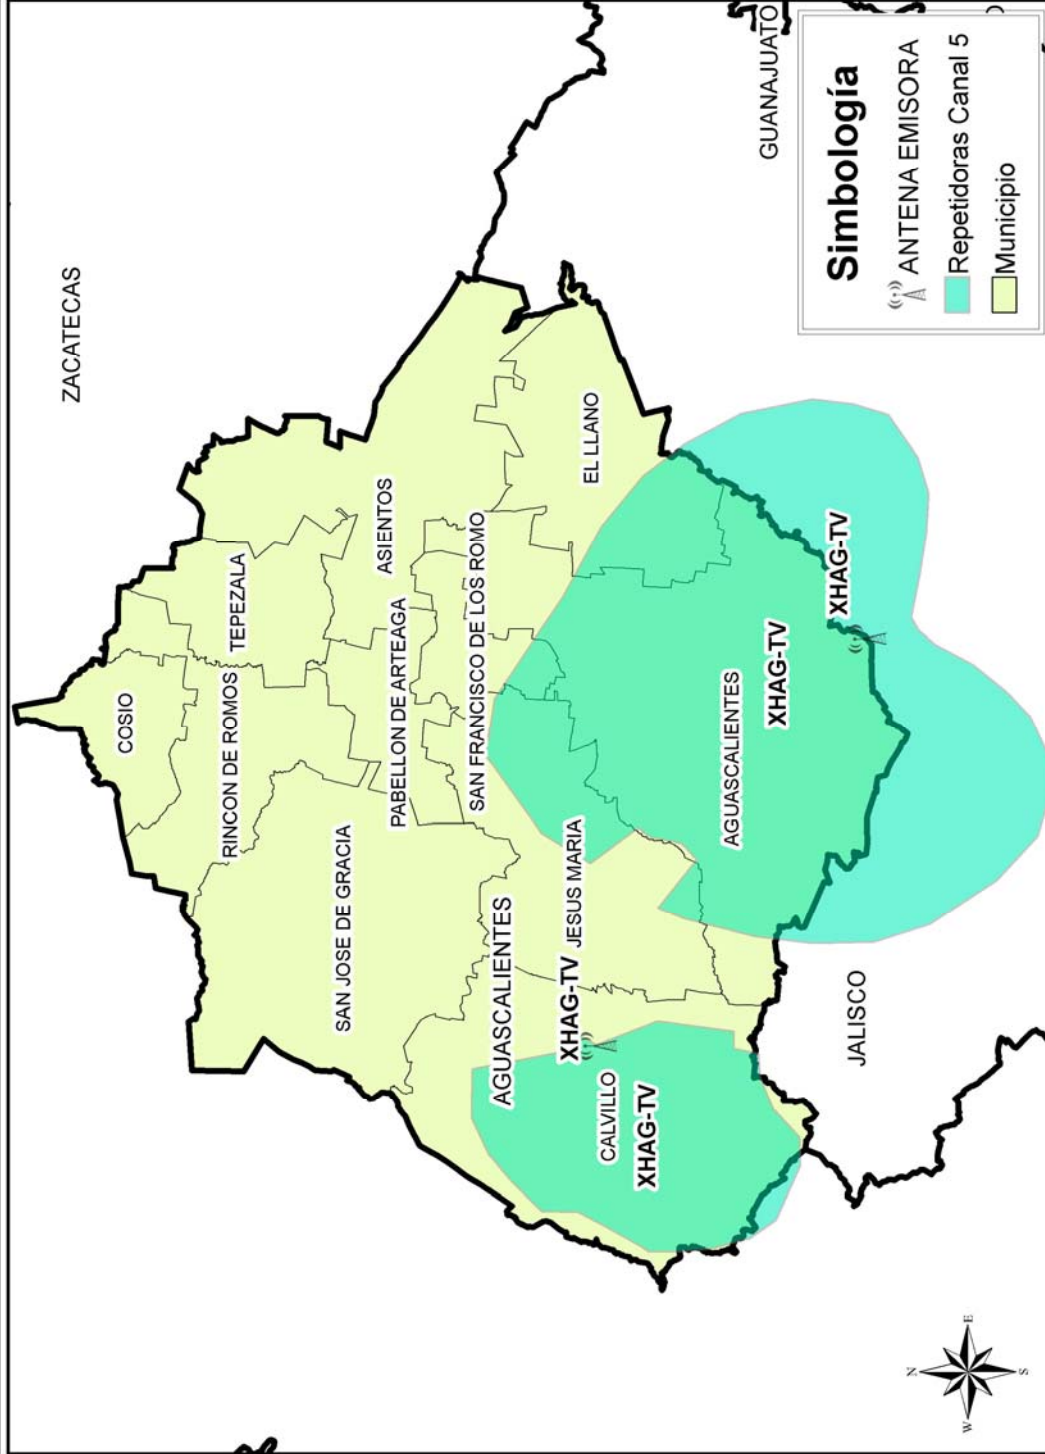 ZACATECAS
COSIO
TEPEZALA
RINCON DE ROMOS
ASIENTOS
SAN JOSE DE GRACIA
PABELLON DE ARTEAGA
SAN FRANCISCO DE LOS ROMO
AGUASCALIENTES
JESUS MARIA
XHAG-TV
EL LLANO
CALVILLO
XHAG-TV
AGUASCALIENTES
XHAG-TV
XHAG-TV
JALISCO
GUANAJUATO
Simbología
ANTENA EMISORA
Repetidoras Canal 5
Municipio
N
W
E
S